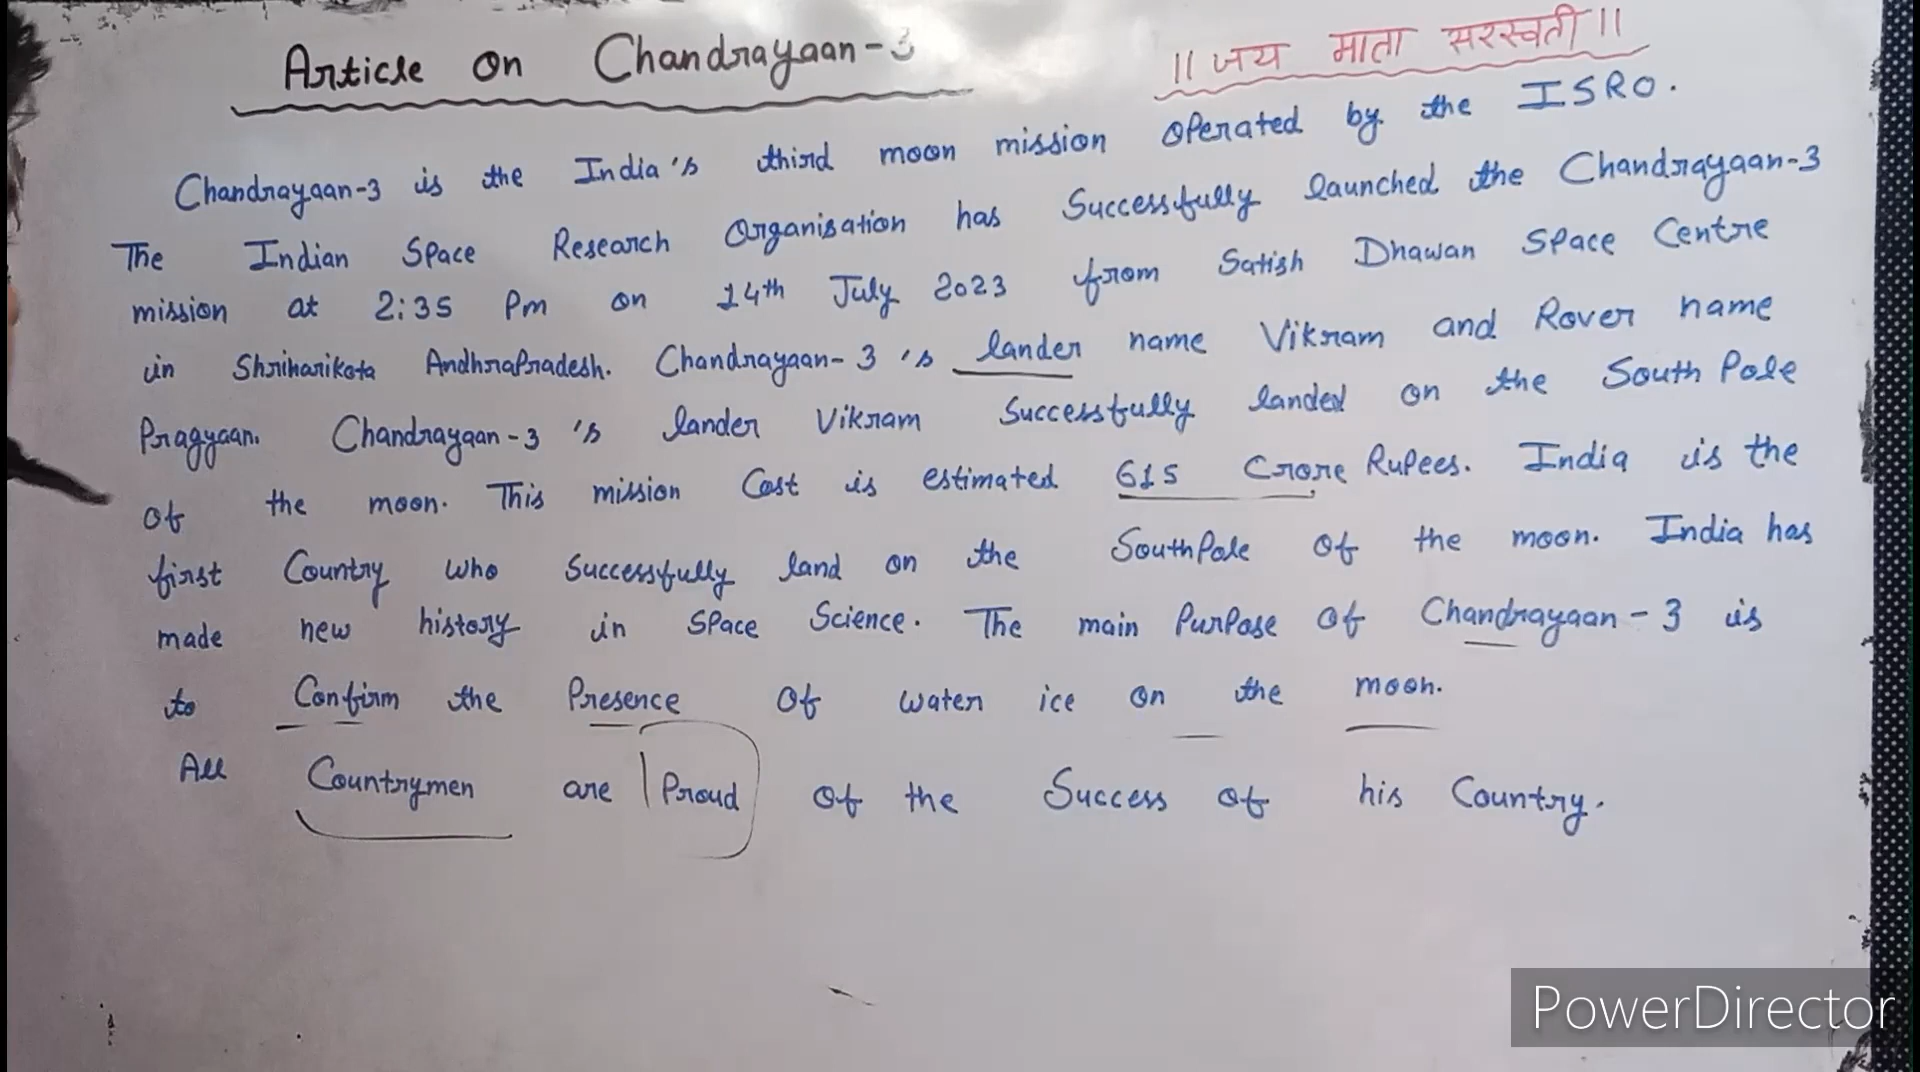 Article on Chandrayaan-3
॥ जय माता सरस्वती ॥
Chandrayaan-3 is the India's third moon mission operated by the ISRO.
The Indian Space Research Organisation has Successfully launched the Chandrayaan-3
mission at 2:35 Pm on 14th July 2023 from Satish Dhawan Space Centre
in Shriharikota AndhraPradesh. Chandrayaan-3's lander name Vikram and Rover name
Pragyaan. Chandrayaan-3's lander Vikram Successfully landed on the South Pole
of the moon. This mission Cost is estimated 615 Crore Rupees. India is the
first Country who Successfully land on the SouthPole of the moon. India has
made new history in Space Science. The main Purpose of Chandrayaan-3 is
to Confirm the Presence of water ice on the moon.
All Countrymen are Proud of the Success of his Country.
PowerDirector